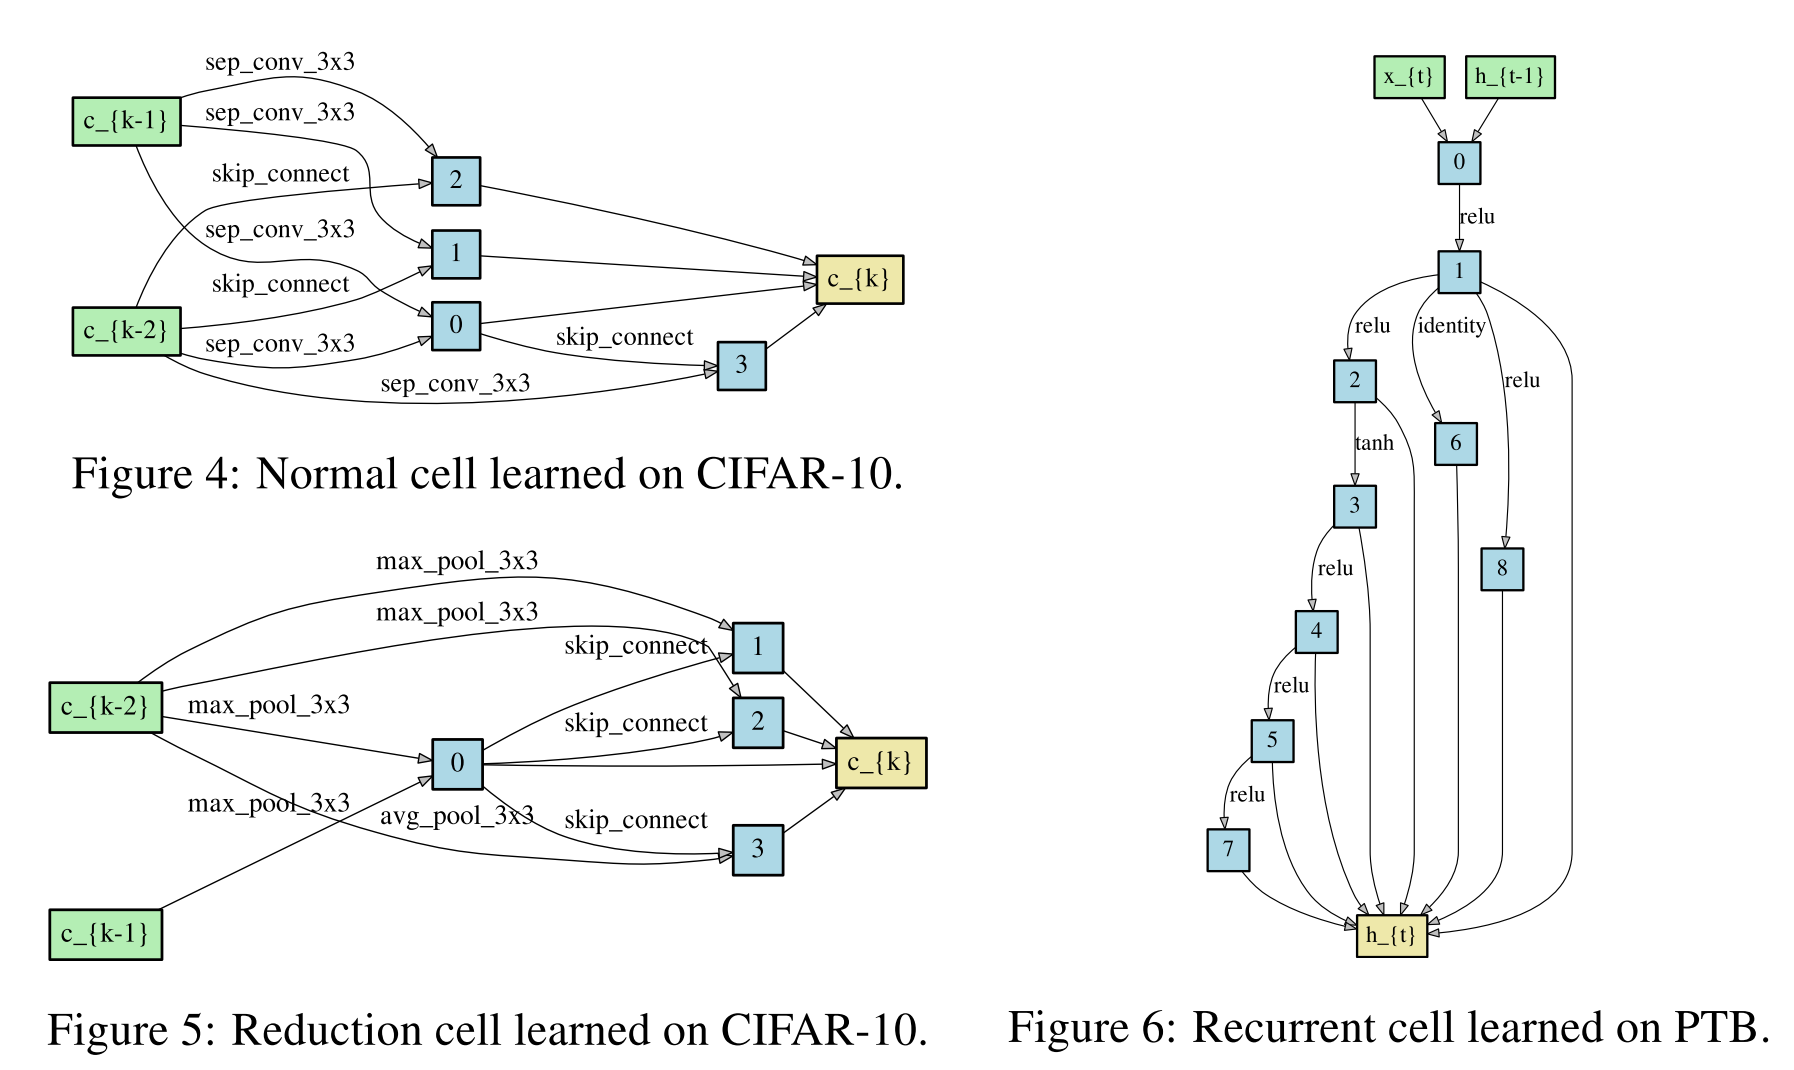 sep_conv_3x3
c_{k-1}
sep_conv_3x3
skip_connect
2
sep_conv_3x3
1
skip_connect
c_{k}
c_{k-2}
sep_conv_3x3
0
skip_connect
3
sep_conv_3x3
Figure 4: Normal cell learned on CIFAR-10.
max_pool_3x3
max_pool_3x3
skip_connect
1
c_{k-2}
max_pool_3x3
skip_connect
2
0
c_{k}
max_pool_3x3
avg_pool_3x3
skip_connect
3
c_{k-1}
Figure 5: Reduction cell learned on CIFAR-10.
x_{t}
h_{t-1}
0
relu
1
relu
identity
relu
2
6
tanh
3
8
relu
4
relu
5
relu
7
h_{t}
Figure 6: Recurrent cell learned on PTB.